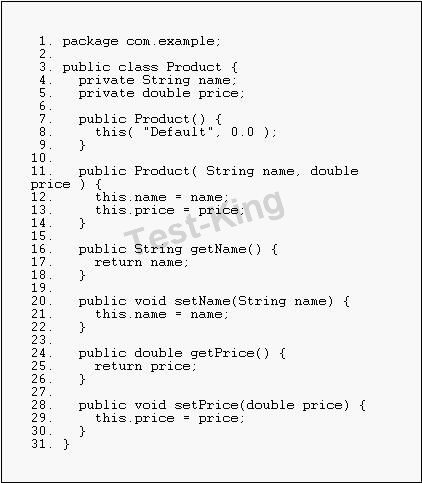 1. package com.example;
2.
3. public class Product {
4.   private String name;
5.   private double price;
6.
7.   public Product() {
8.     this( "Default", 0.0 );
9.   }
10.
11.   public Product( String name, double
price ) {
12.     this.name = name;
13.     this.price = price;
14.   }
15.
16.   public String getName() {
17.     return name;
18.   }
19.
20.   public void setName(String name) {
21.     this.name = name;
22.   }
23.
24.   public double getPrice() {
25.     return price;
26.   }
27.
28.   public void setPrice(double price) {
29.     this.price = price;
30.   }
31. }
Test-King